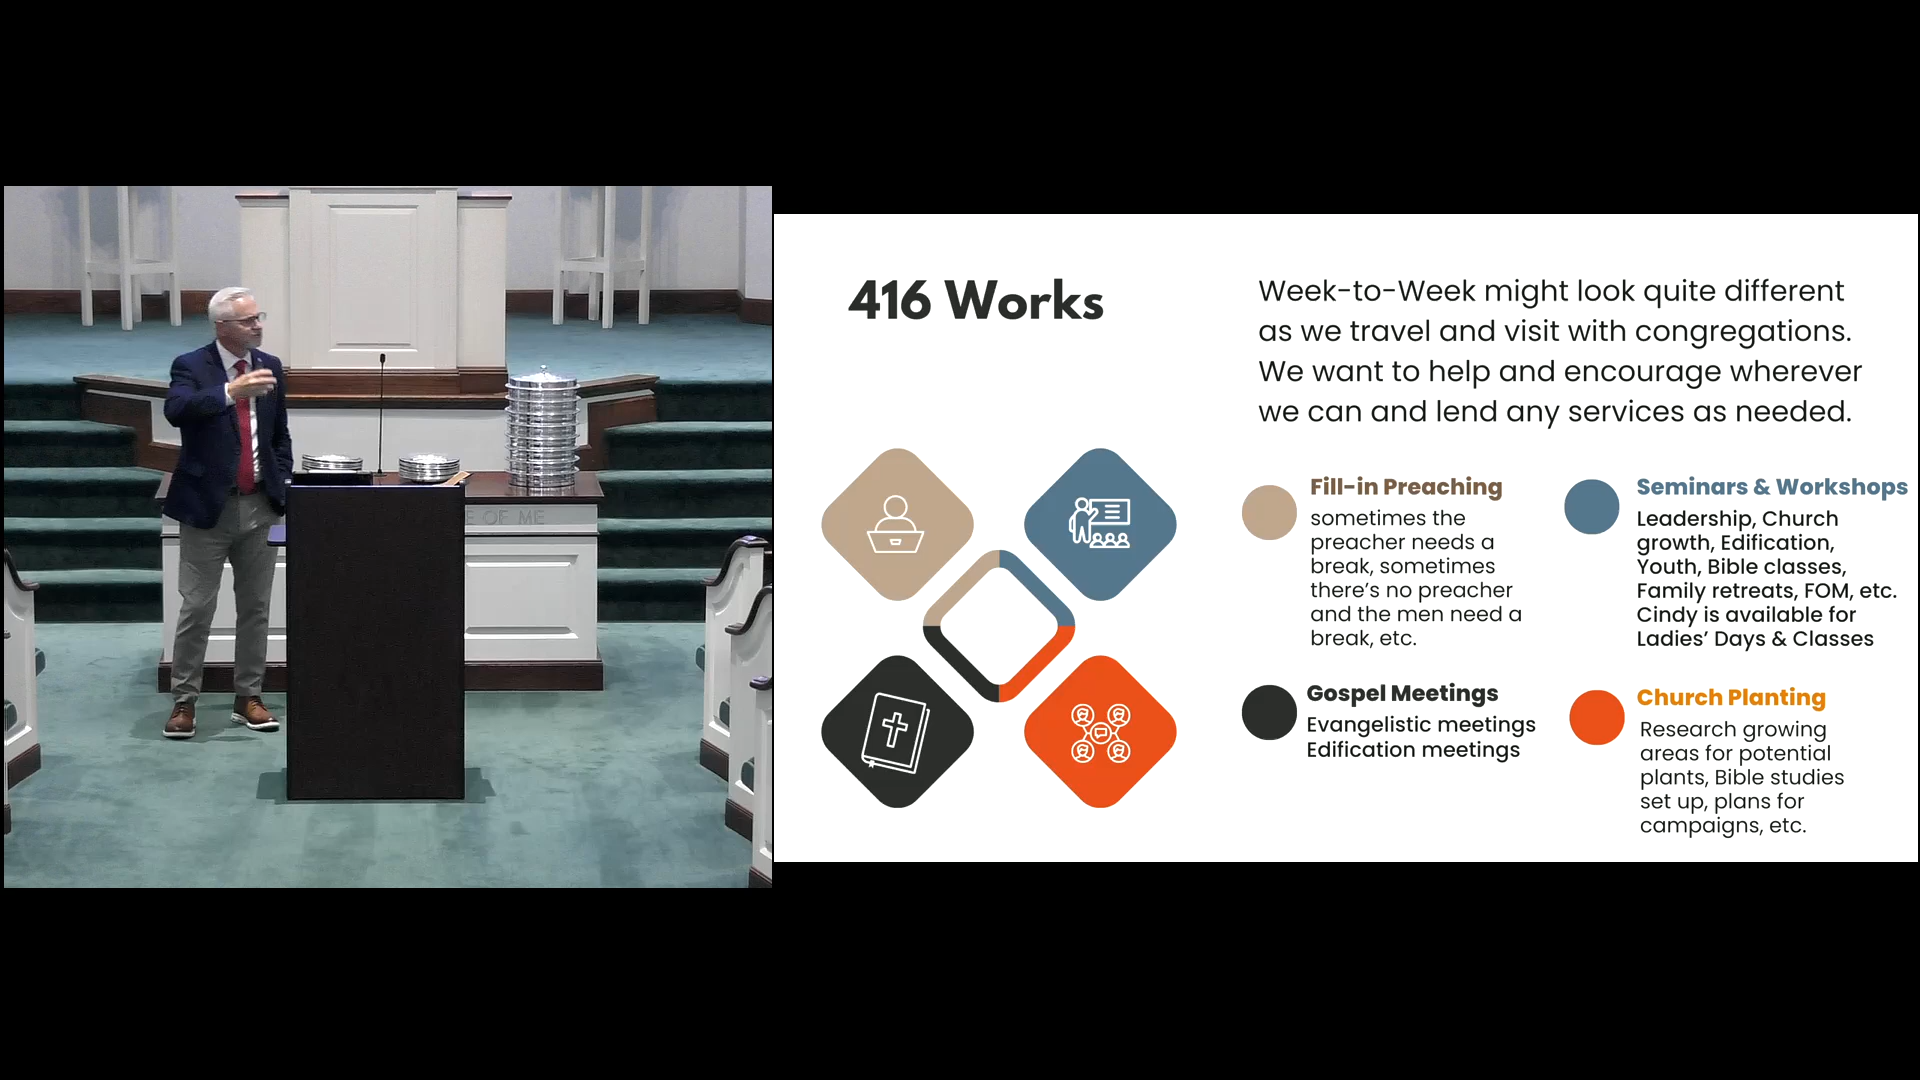 E OF ME
416 Works
Week-to-Week might look quite different
as we travel and visit with congregations.
We want to help and encourage wherever
we can and lend any services as needed.
Fill-in Preaching
sometimes the
preacher needs a
break, sometimes
there's no preacher
and the men need a
break, etc.
Seminars & Workshops
Leadership, Church
growth, Edification,
Youth, Bible classes,
Family retreats, FOM, etc.
Cindy is available for
Ladies' Days & Classes
Gospel Meetings
Evangelistic meetings
Edification meetings
Church Planting
Research growing
areas for potential
plants, Bible studies
set up, plans for
campaigns, etc.